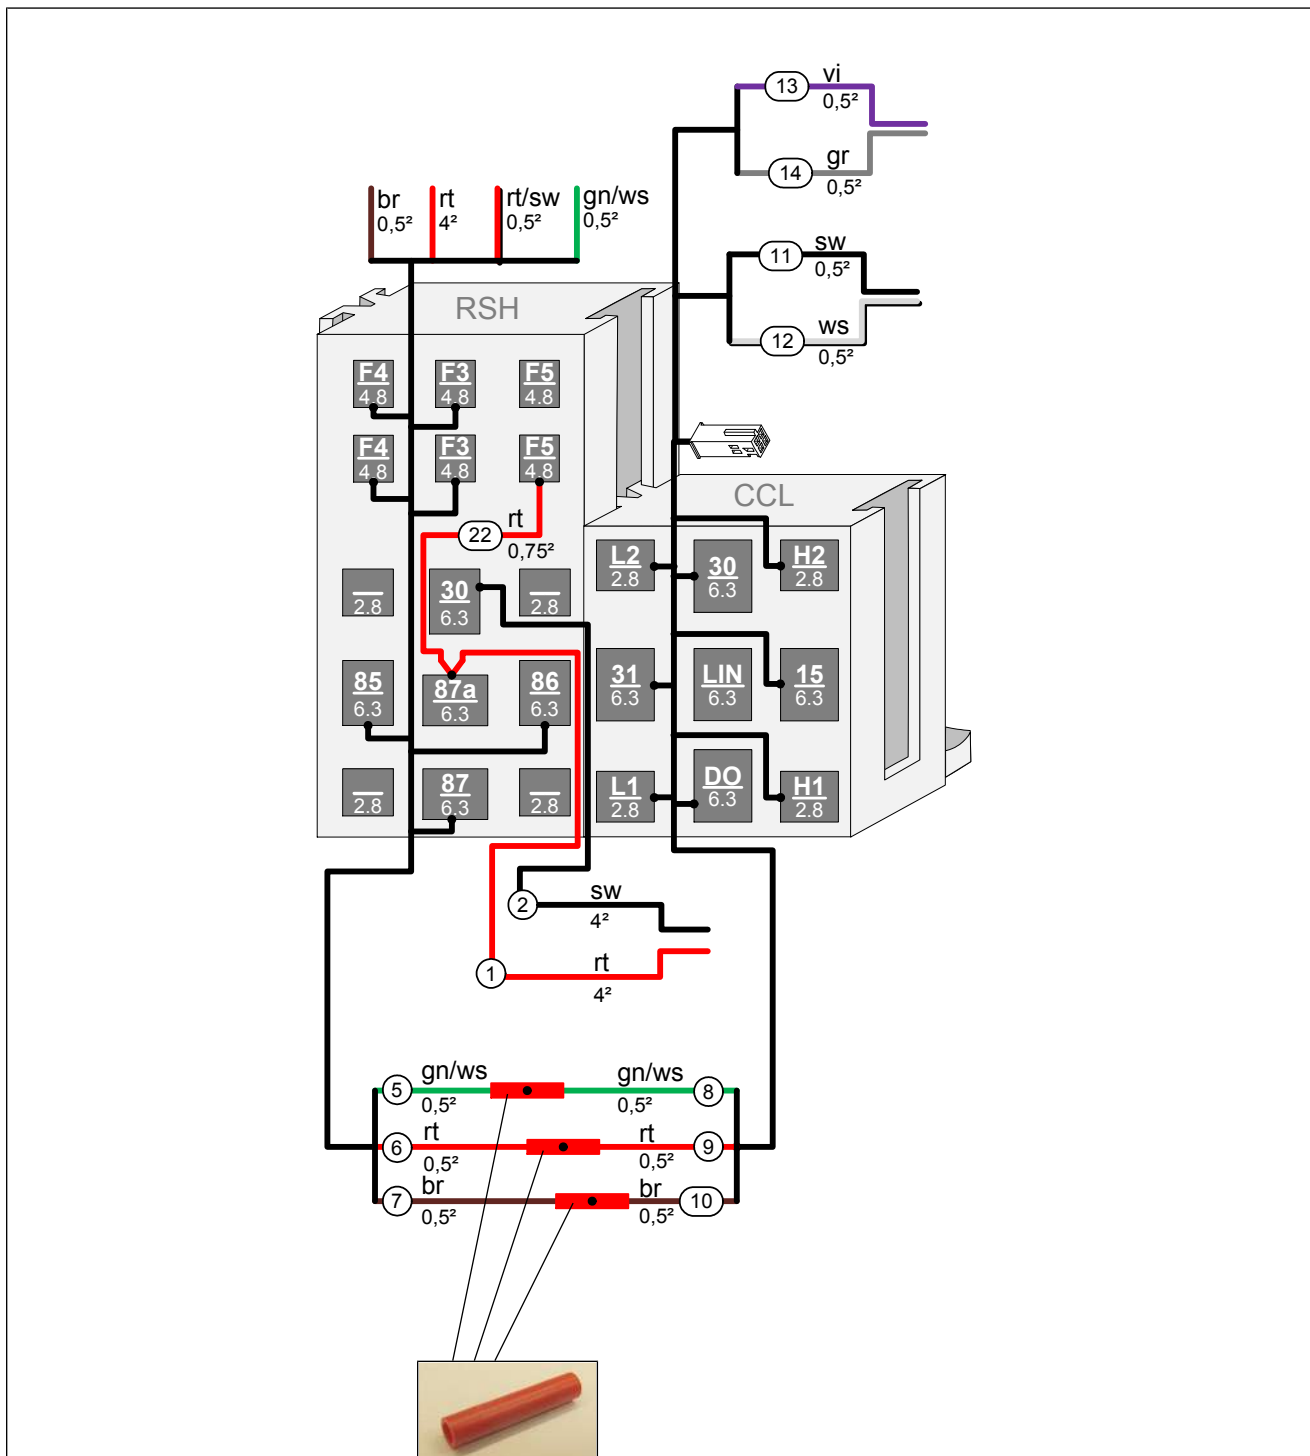 13 vi
0,5²
14 gr
0,5²
br rt rt/sw gn/ws
0,5² 4² 0,5² 0,5²
11 sw
0,5²
12 ws
0,5²
RSH
F4 F3 F5
4.8 4.8 4.8
F4 F3 F5
4.8 4.8 4.8
CCL
22 rt
0,75²
L2 30 H2
2.8 6.3 2.8
30
2.8 6.3 2.8
31 LIN 15
6.3 6.3 6.3
85 87a 86
6.3 6.3 6.3
L1 DO H1
2.8 6.3 2.8
87
2.8 6.3 2.8
2 sw
4²
1 rt
4²
5 gn/ws gn/ws 8
0,5² 0,5²
6 rt rt 9
0,5² 0,5²
7 br br 10
0,5² 0,5²